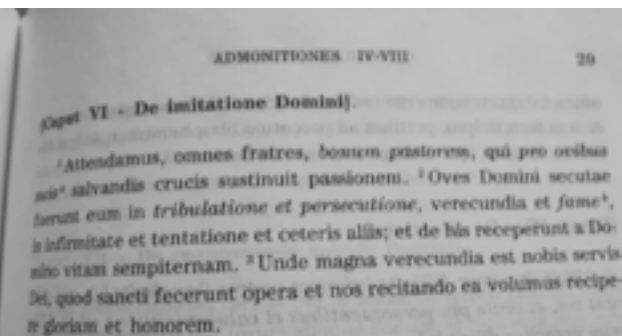 ADMONITIONES IV-VIII 29
[Caput VI - De imitatione Domini].
¹Attendamus, omnes fratres, bonum pastorem, qui pro ovibus
suis* salvandis crucis sustinuit passionem. ²Oves Domini secutae
fuerunt eum in tribulatione et persecutione, verecundia et fame*,
in infirmitate et tentatione et ceteris aliis; et de his receperunt a Do-
mino vitam sempiternam. ³Unde magna verecundia est nobis servis
Dei, quod sancti fecerunt opera et nos recitando ea volumus recipe-
re gloriam et honorem.